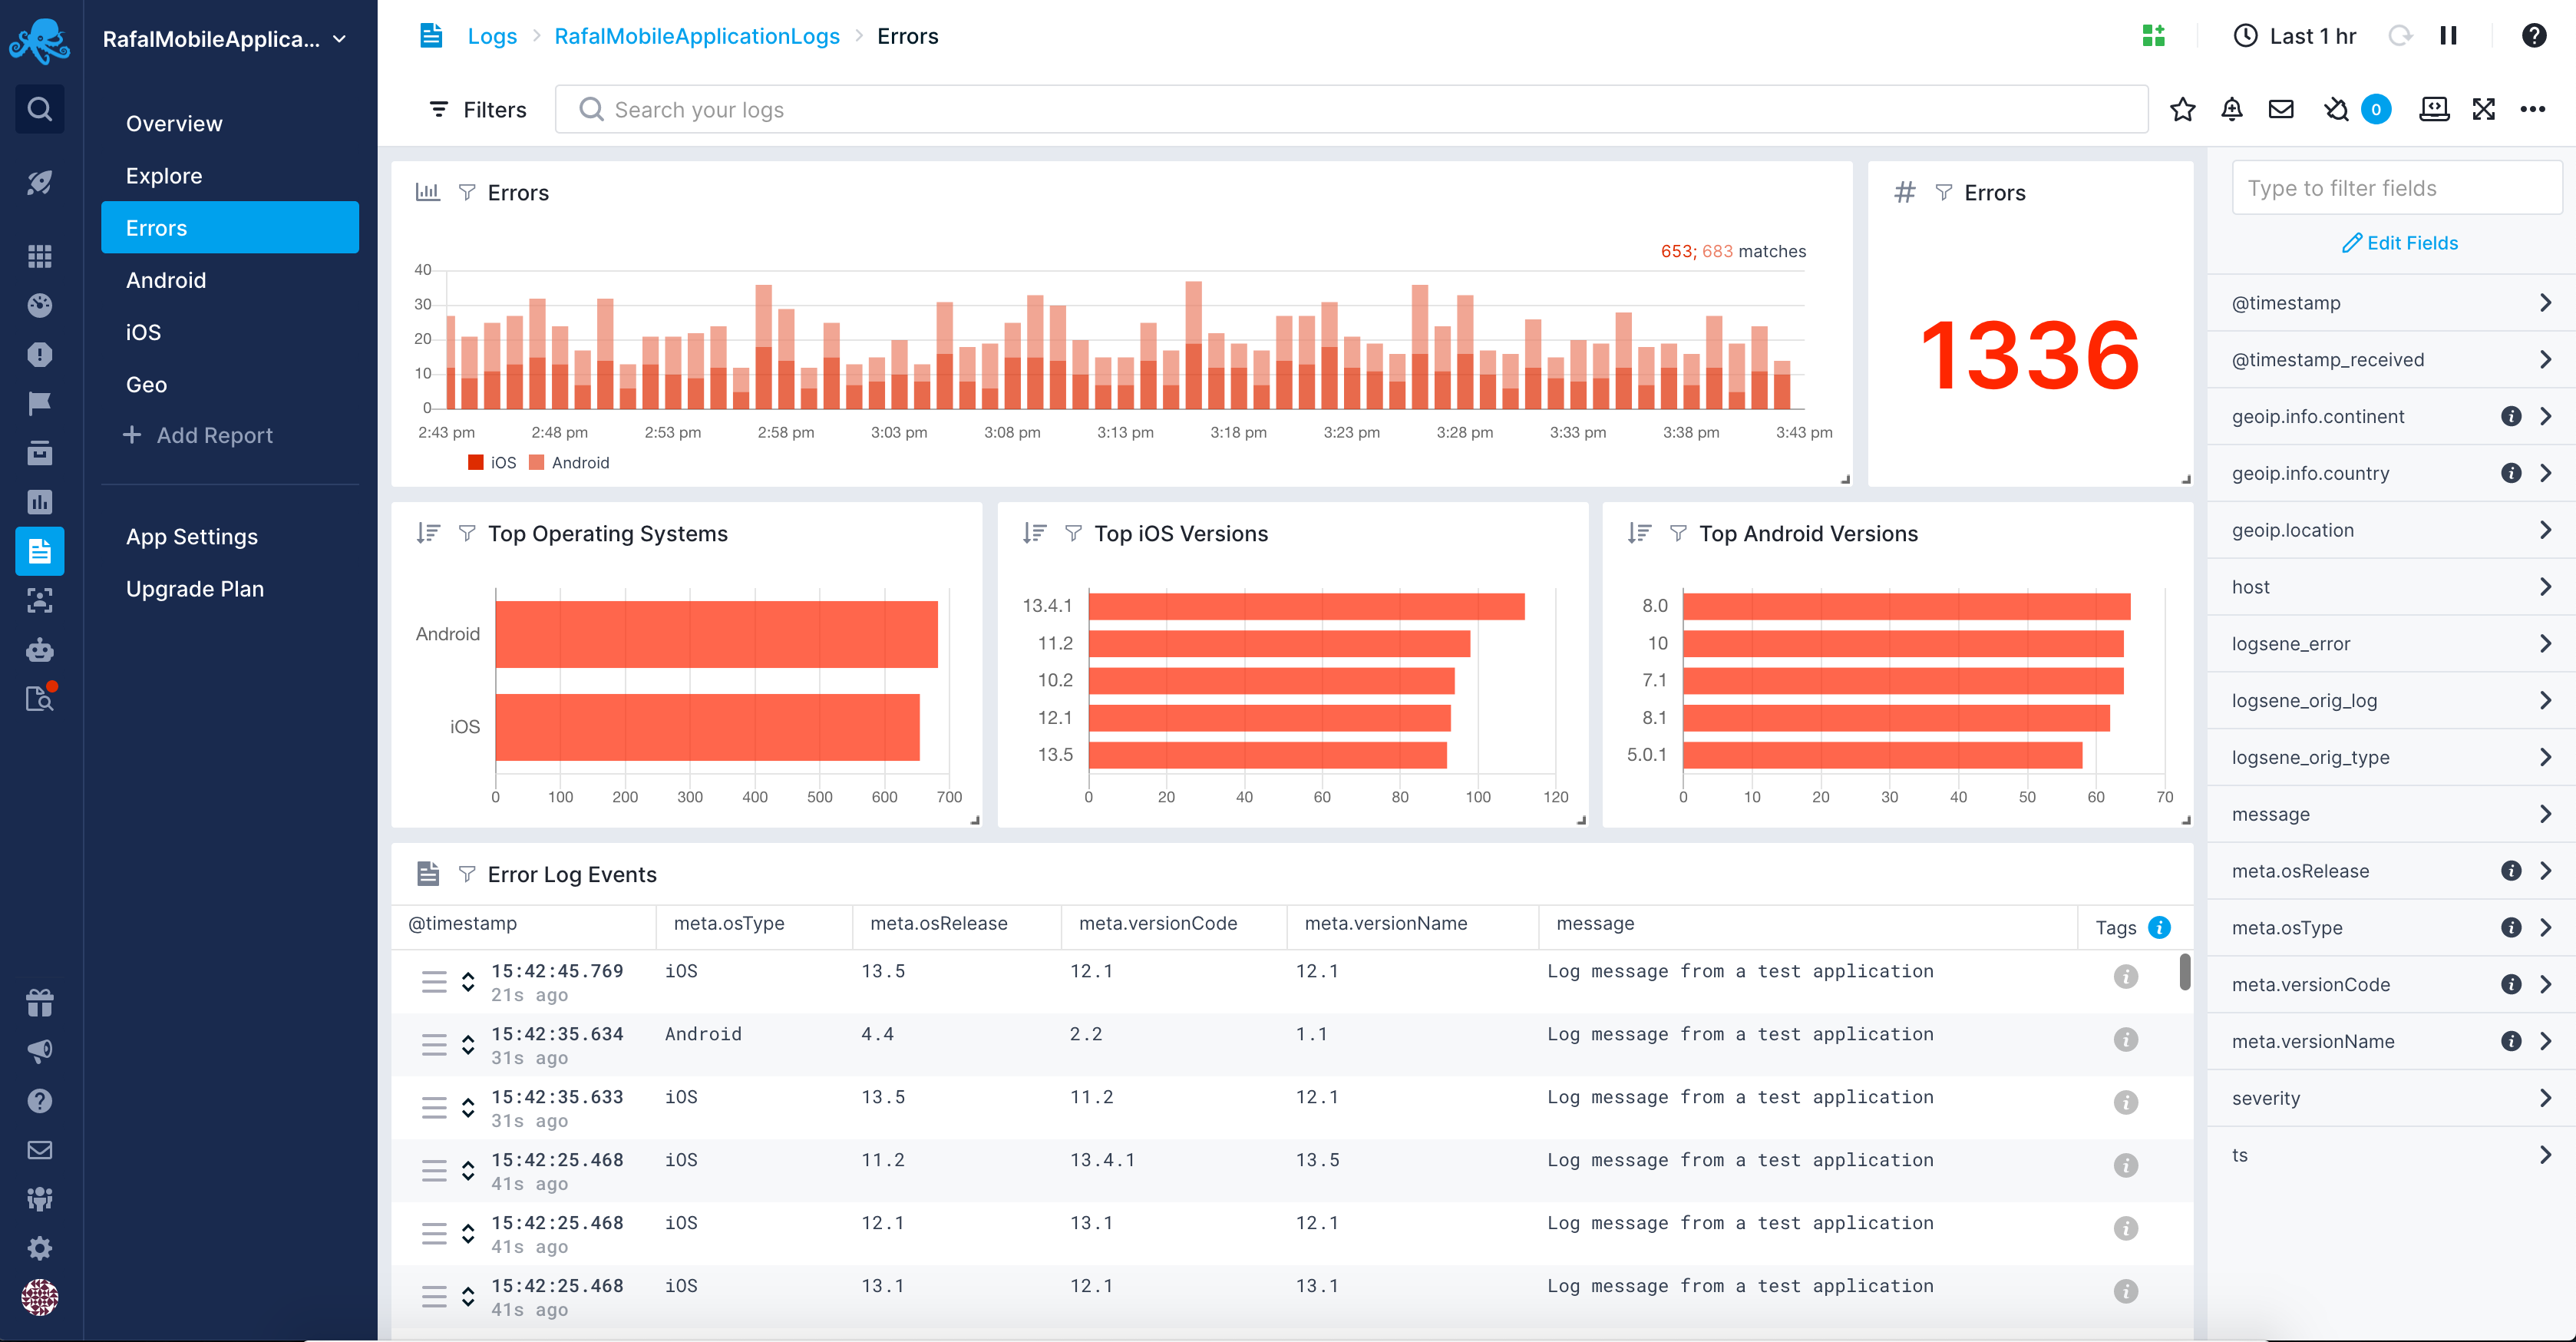 RafalMobileApplica...
Overview
Explore
Errors
Android
iOS
Geo
+ Add Report
App Settings
Upgrade Plan
Logs > RafalMobileApplicationLogs > Errors
Last 1 hr
Filters
Search your logs
0
Errors
653; 683 matches
40
30
20
10
0
2:43 pm 2:48 pm 2:53 pm 2:58 pm 3:03 pm 3:08 pm 3:13 pm 3:18 pm 3:23 pm 3:28 pm 3:33 pm 3:38 pm 3:43 pm
iOS Android
# Errors
1336
Top Operating Systems
Android
iOS
0 100 200 300 400 500 600 700
Top iOS Versions
13.4.1
11.2
10.2
12.1
13.5
0 20 40 60 80 100 120
Top Android Versions
8.0
10
7.1
8.1
5.0.1
0 10 20 30 40 50 60 70
Error Log Events
@timestamp meta.osType meta.osRelease meta.versionCode meta.versionName message Tags
15:42:45.769 iOS 13.5 12.1 12.1 Log message from a test application
21s ago
15:42:35.634 Android 4.4 2.2 1.1 Log message from a test application
31s ago
15:42:35.633 iOS 13.5 11.2 12.1 Log message from a test application
31s ago
15:42:25.468 iOS 11.2 13.4.1 13.5 Log message from a test application
41s ago
15:42:25.468 iOS 12.1 13.1 12.1 Log message from a test application
41s ago
15:42:25.468 iOS 13.1 12.1 13.1 Log message from a test application
41s ago
Type to filter fields
Edit Fields
@timestamp
@timestamp_received
geoip.info.continent
geoip.info.country
geoip.location
host
logsene_error
logsene_orig_log
logsene_orig_type
message
meta.osRelease
meta.osType
meta.versionCode
meta.versionName
severity
ts